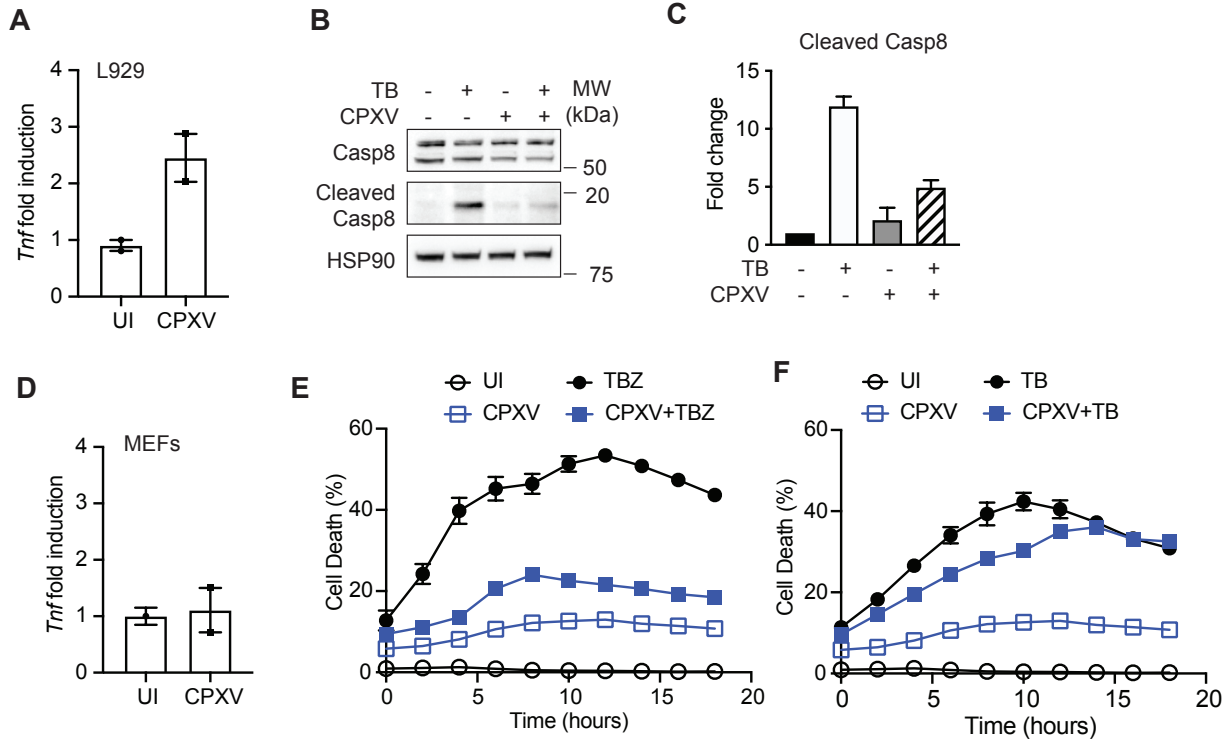 A
L929
Tnf fold induction
4
3
2
1
0
UI CPXV
B
TB - + - + MW
CPXV - - + + (kDa)
Casp8
50
Cleaved
Casp8
20
HSP90
75
C
Cleaved Casp8
Fold change
15
10
5
0
TB - + - +
CPXV - - + +
D
MEFs
Tnf fold induction
4
3
2
1
0
UI CPXV
E
UI TBZ
CPXV CPXV+TBZ
Cell Death (%)
60
40
20
0
0 5 10 15 20
Time (hours)
F
UI TB
CPXV CPXV+TB
Cell Death (%)
60
40
20
0
0 5 10 15 20
Time (hours)